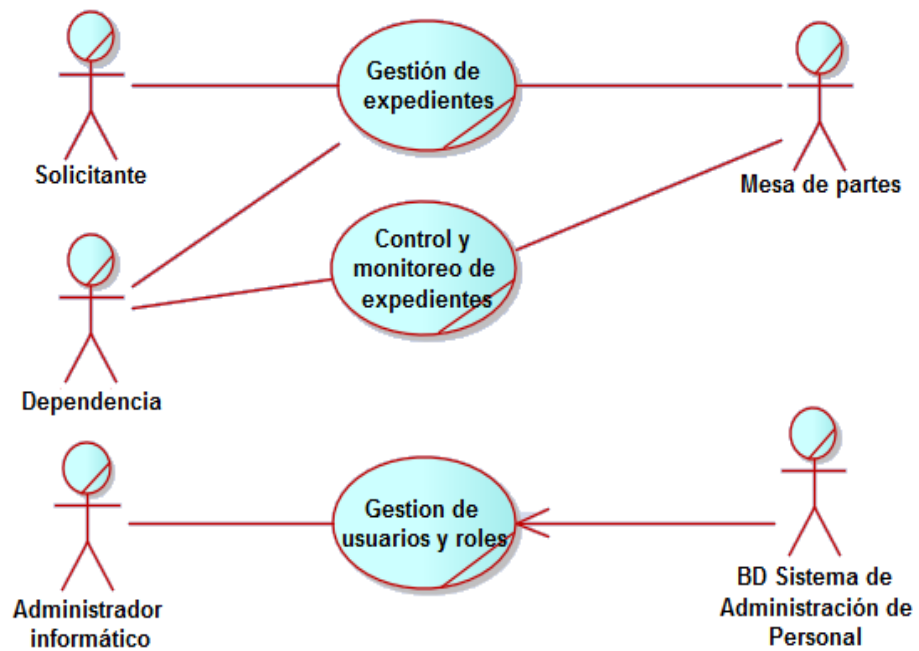 Gestión de
expedientes
Solicitante
Mesa de partes
Control y
monitoreo de
expedientes
Dependencia
Gestion de
usuarios y roles
Administrador
informático
BD Sistema de
Administración de
Personal